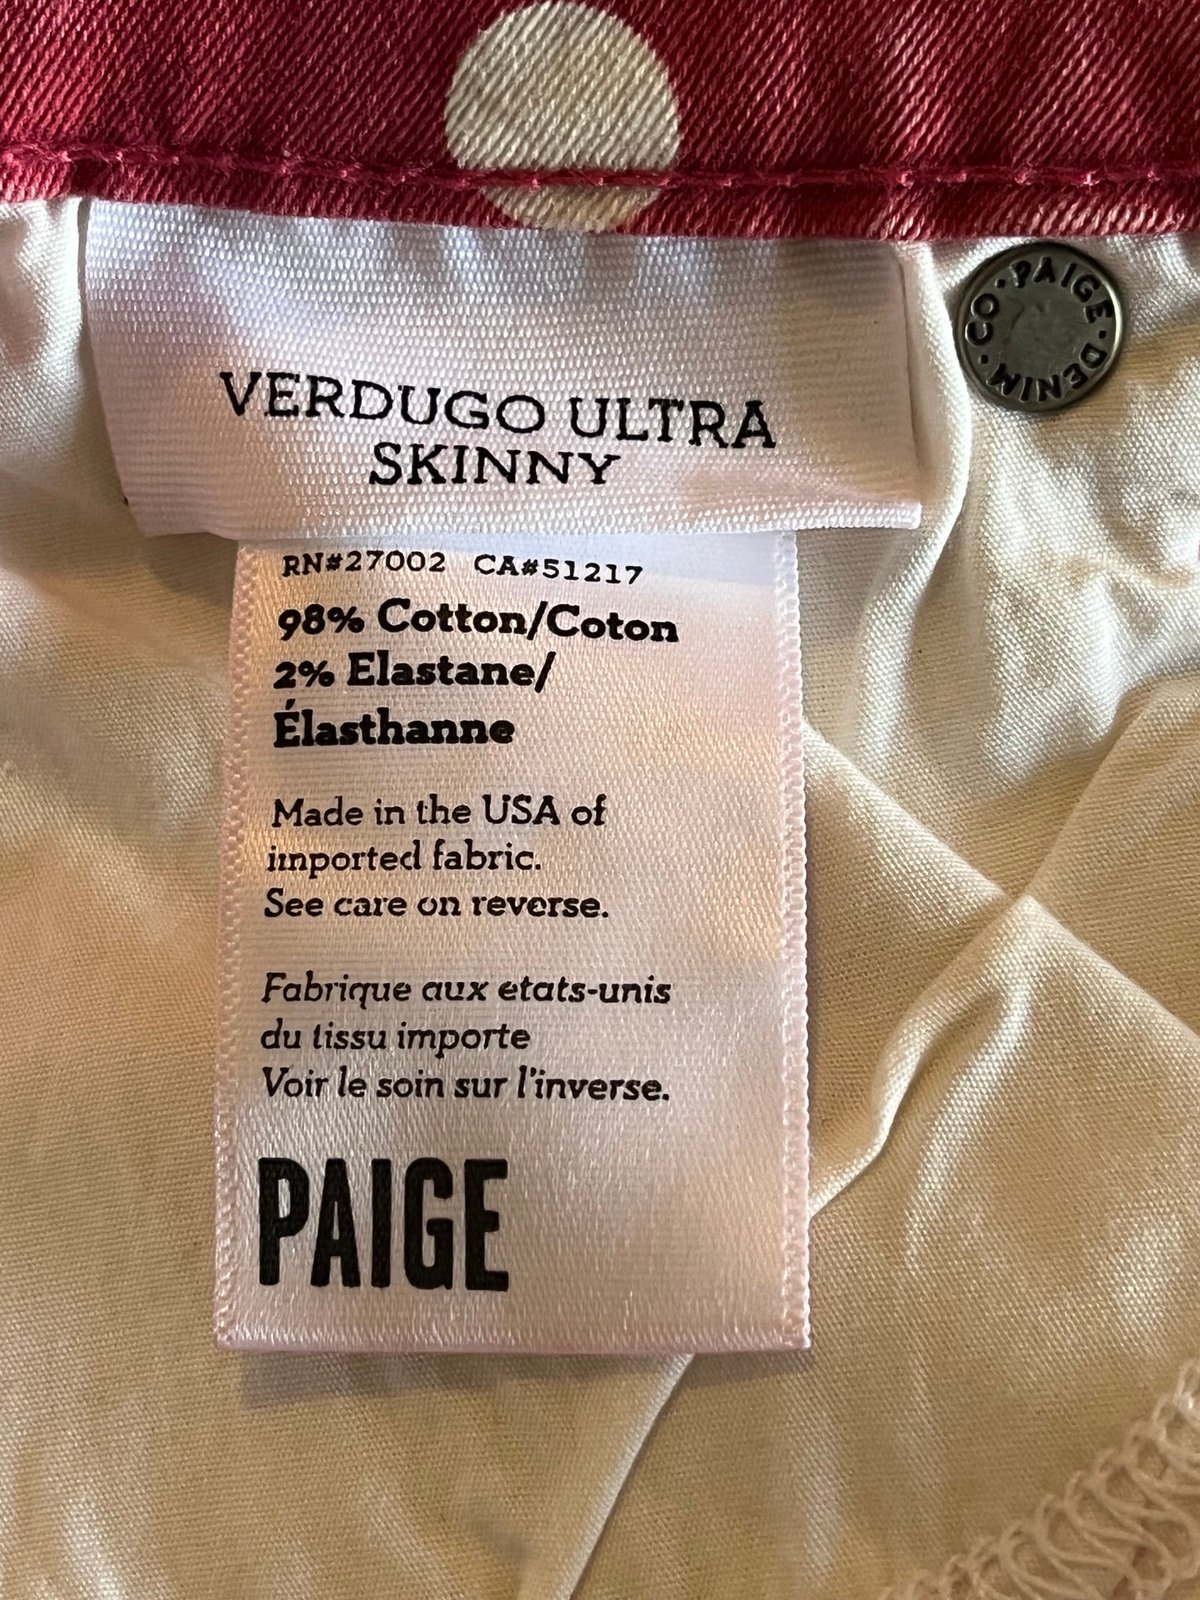 PAIGE · DENIM · CO ·
VERDUGO ULTRA
SKINNY
RN#27002 CA#51217
98% Cotton/Coton
2% Elastane/
Élasthanne
Made in the USA of
imported fabric.
See care on reverse.
Fabrique aux etats-unis
du tissu importe
Voir le soin sur l'inverse.
PAIGE